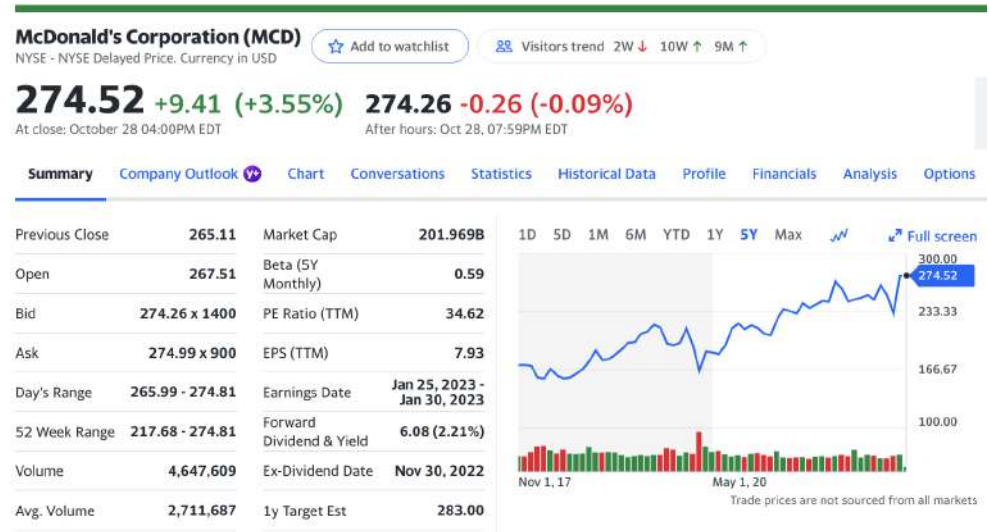 McDonald's Corporation (MCD)
Add to watchlist
Visitors trend 2W ↓ 10W ↑ 9M ↑
NYSE - NYSE Delayed Price. Currency in USD
274.52 +9.41 (+3.55%) 274.26 -0.26 (-0.09%)
At close: October 28 04:00PM EDT After hours: Oct 28, 07:59PM EDT
Summary Company Outlook Y+ Chart Conversations Statistics Historical Data Profile Financials Analysis Options
Previous Close 265.11
Open 267.51
Bid 274.26 x 1400
Ask 274.99 x 900
Day's Range 265.99 - 274.81
52 Week Range 217.68 - 274.81
Volume 4,647,609
Avg. Volume 2,711,687
Market Cap 201.969B
Beta (5Y
Monthly) 0.59
PE Ratio (TTM) 34.62
EPS (TTM) 7.93
Earnings Date Jan 25, 2023 -
Jan 30, 2023
Forward
Dividend & Yield 6.08 (2.21%)
Ex-Dividend Date Nov 30, 2022
1y Target Est 283.00
1D 5D 1M 6M YTD 1Y 5Y Max Full screen
300.00
274.52
233.33
166.67
100.00
Nov 1, 17 May 1, 20
Trade prices are not sourced from all markets